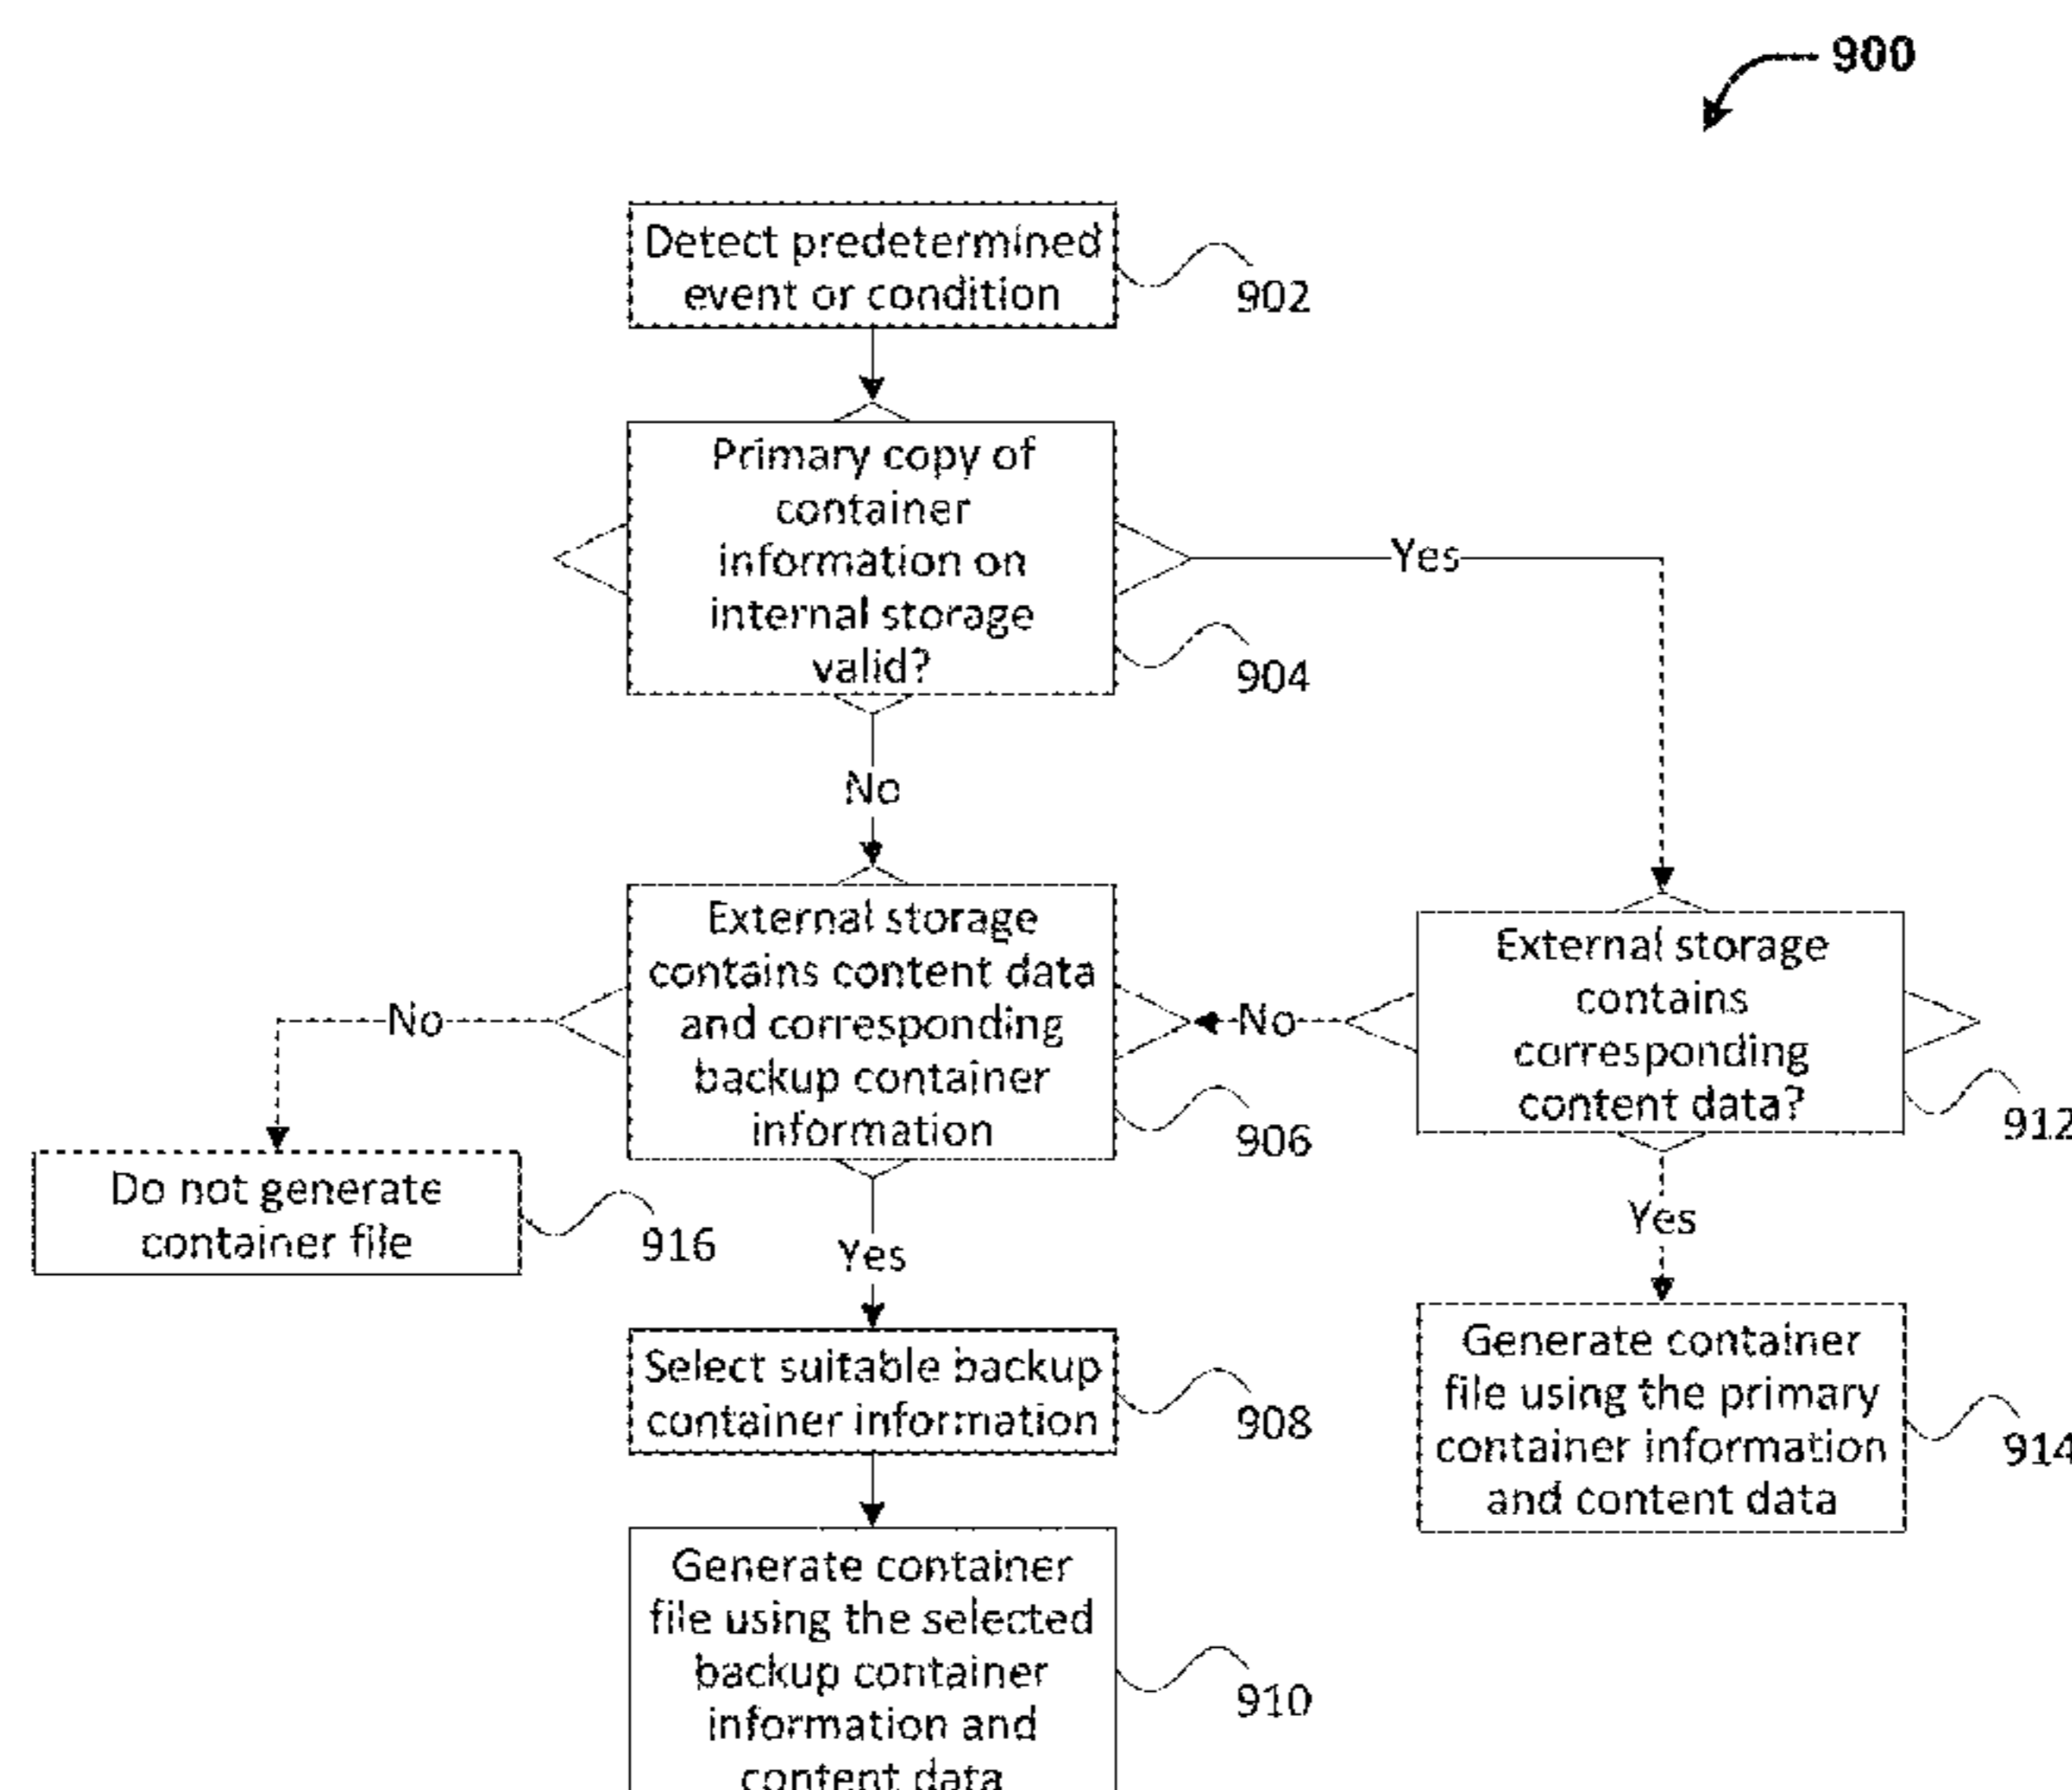 900
Detect predetermined
event or condition
902
Primary copy of
container
information on
internal storage
valid?
904
Yes
No
External storage
contains content data
and corresponding
backup container
information
906
No
No
External storage
contains
corresponding
content data?
912
Do not generate
container file
916
Yes
Yes
Select suitable backup
container information
908
Generate container
file using the primary
container information
and content data
914
Generate container
file using the selected
backup container
information and
content data
910